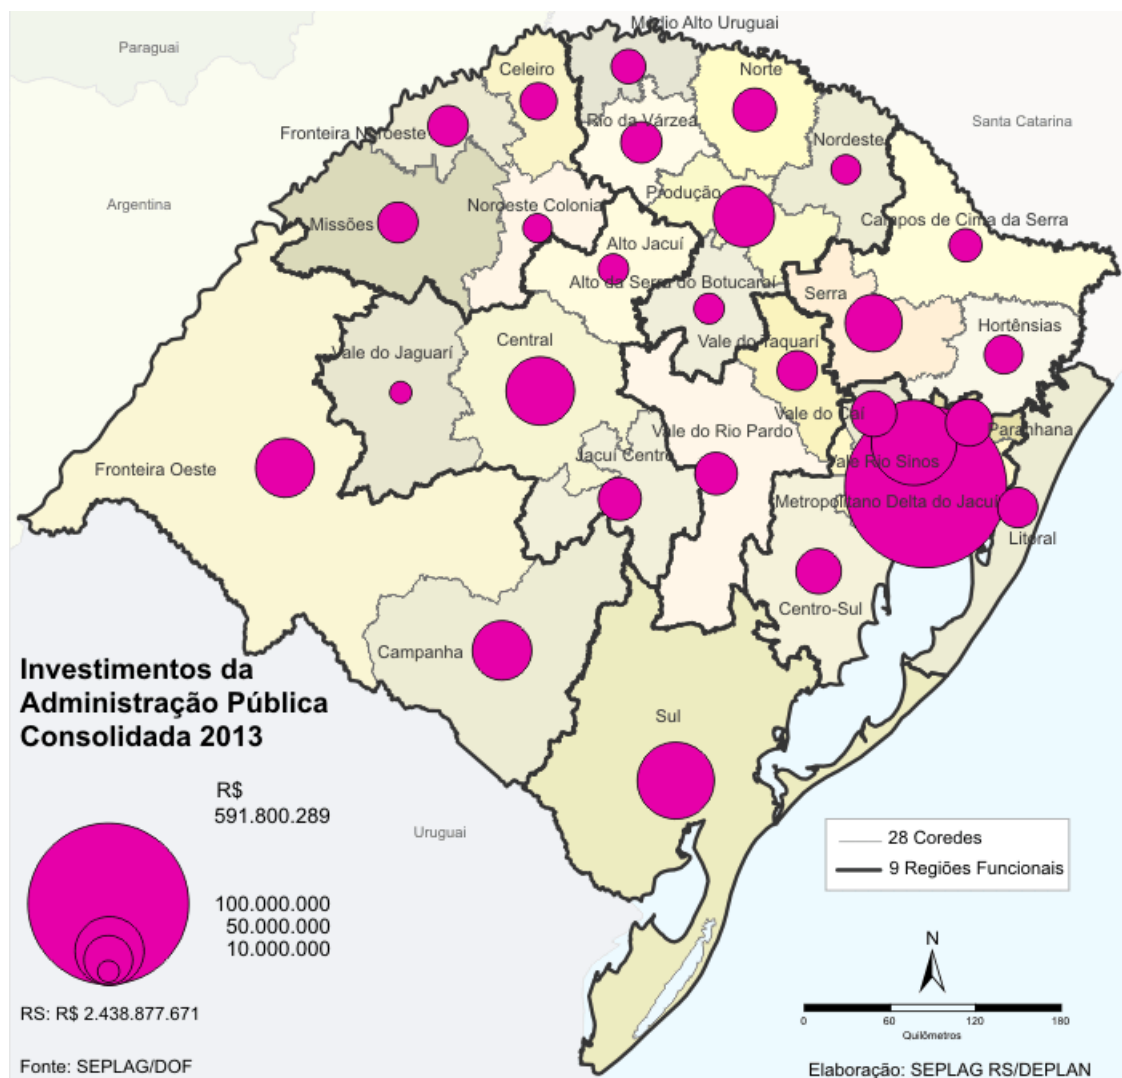 Médio Alto Uruguai
Paraguai
Celeiro
Norte
Rio da Várzea
Santa Catarina
Fronteira Noroeste
Nordeste
Produção
Argentina
Noroeste Colonial
Missões
Campos de Cima da Serra
Alto Jacuí
Alto da Serra do Botucaraí
Serra
Hortênsias
Central
Vale do Taquarí
Vale do Jaguarí
Vale do Caí
Paranhana
Vale do Rio Pardo
Jacuí Centro
Vale Rio Sinos
Fronteira Oeste
Metropolitano Delta do Jacuí
Litoral
Centro-Sul
Campanha
Sul
Uruguai
Investimentos da
Administração Pública
Consolidada 2013
R$
591.800.289
100.000.000
50.000.000
10.000.000
RS: R$ 2.438.877.671
Fonte: SEPLAG/DOF
28 Coredes
9 Regiões Funcionais
N
0 60 120 180
Quilômetros
Elaboração: SEPLAG RS/DEPLAN